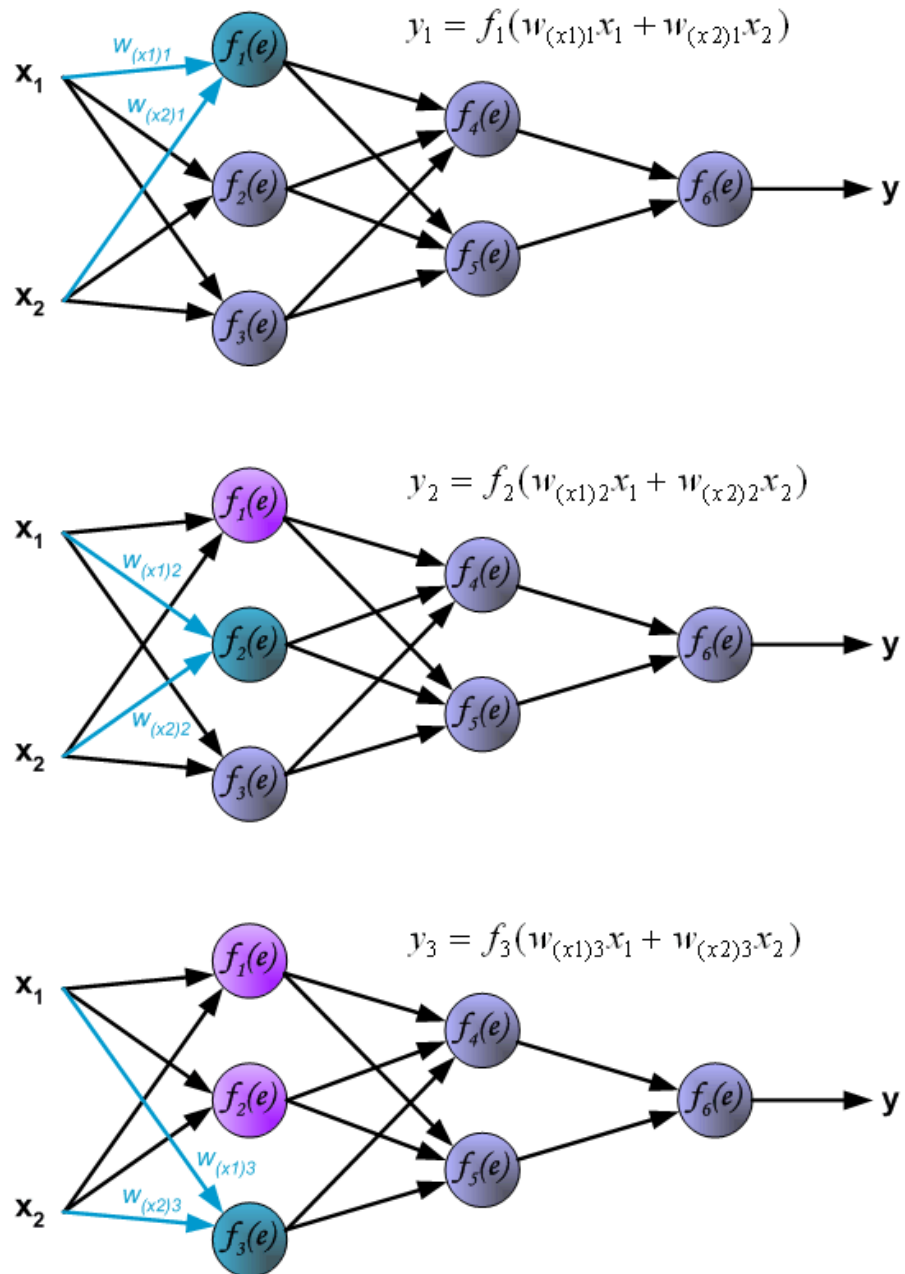 y₁ = f₁(w₍ₓ₁₎₁x₁ + w₍ₓ₂₎₁x₂)
w₍ₓ₁₎₁
f₁(e)
x₁
w₍ₓ₂₎₁
f₄(e)
f₂(e)
f₆(e)
y
f₅(e)
x₂
f₃(e)
y₂ = f₂(w₍ₓ₁₎₂x₁ + w₍ₓ₂₎₂x₂)
f₁(e)
x₁
w₍ₓ₁₎₂
f₄(e)
f₂(e)
f₆(e)
y
w₍ₓ₂₎₂
f₅(e)
x₂
f₃(e)
y₃ = f₃(w₍ₓ₁₎₃x₁ + w₍ₓ₂₎₃x₂)
f₁(e)
x₁
f₄(e)
f₂(e)
f₆(e)
y
w₍ₓ₁₎₃
f₅(e)
w₍ₓ₂₎₃
x₂
f₃(e)